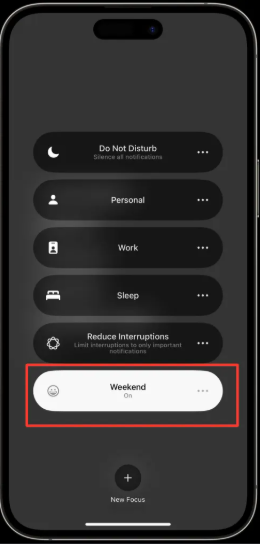 Do Not Disturb
Silence all notifications
Personal
Work
Sleep
Reduce Interruptions
Limit interruptions to only important
notifications
Weekend
On
New Focus